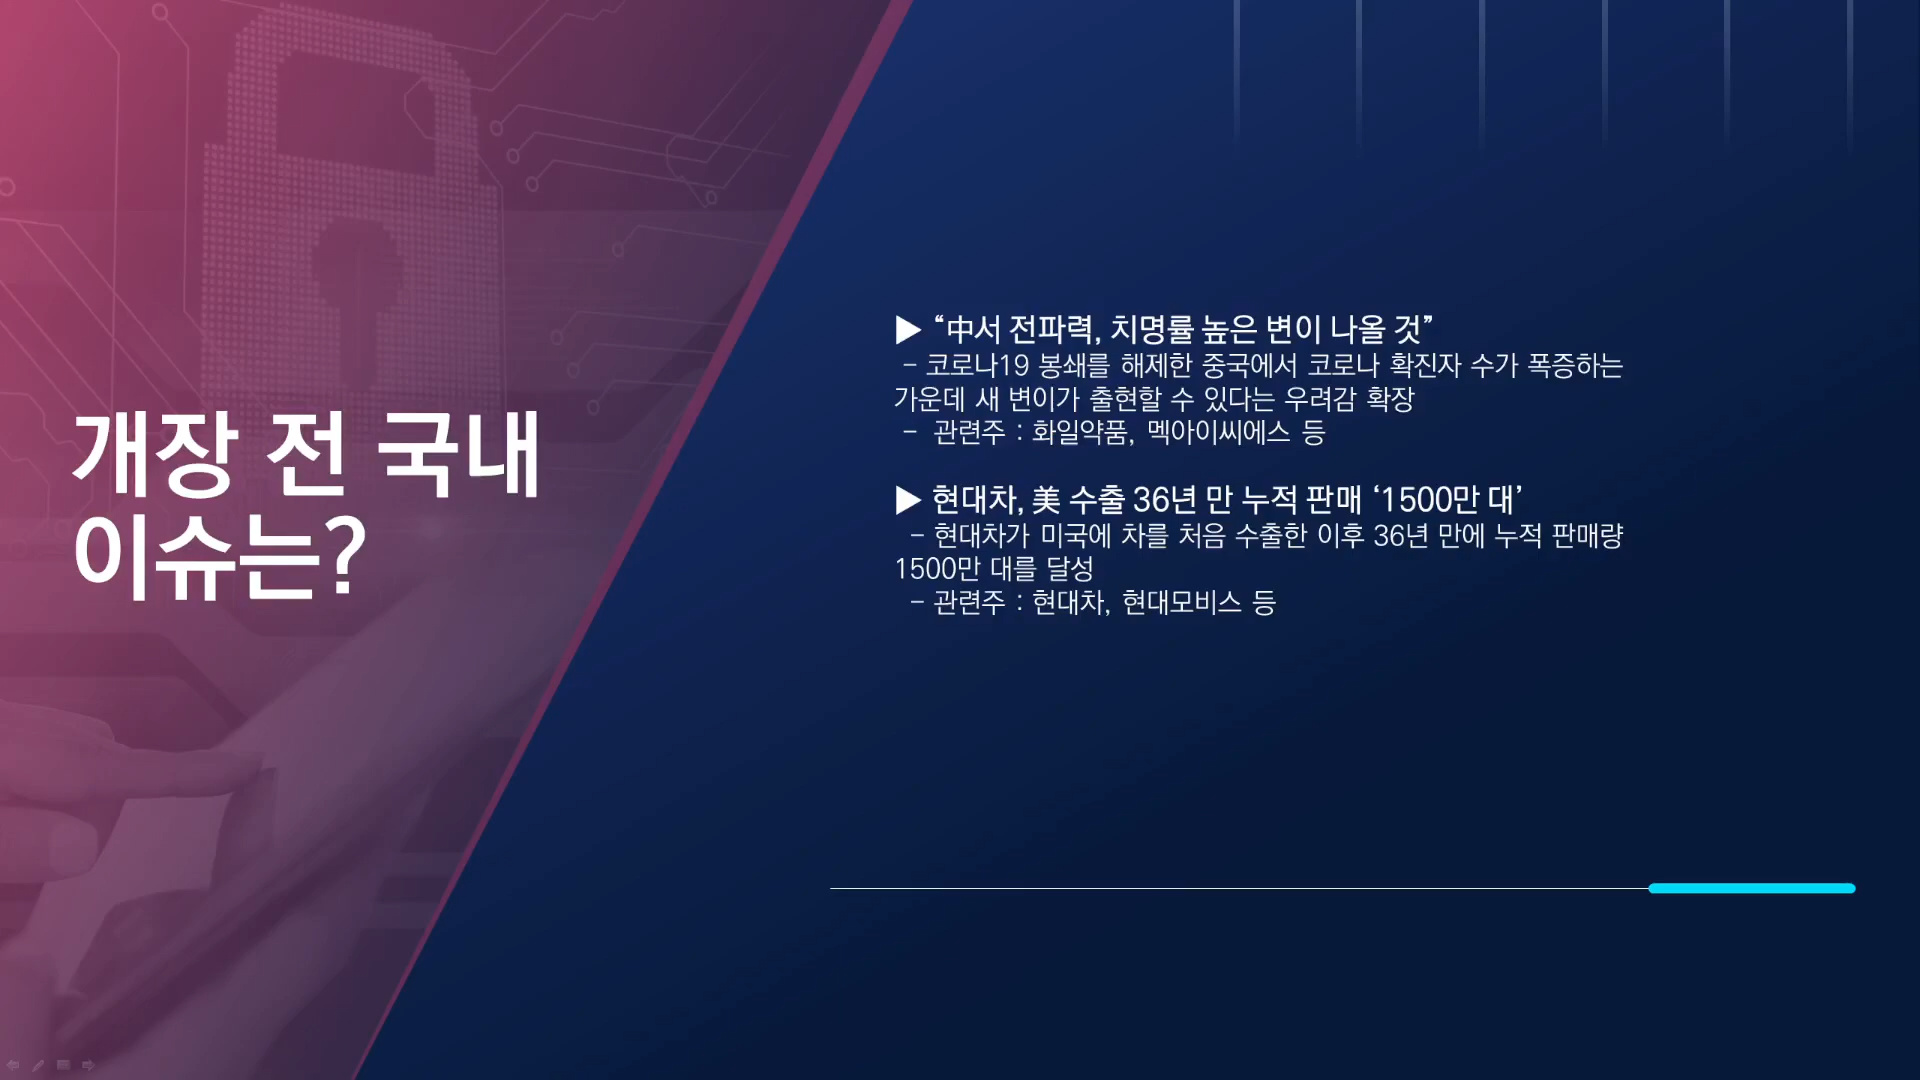 개장 전 국내
이슈는?
▶ “中서 전파력, 치명률 높은 변이 나올 것”
– 코로나19 봉쇄를 해제한 중국에서 코로나 확진자 수가 폭증하는
가운데 새 변이가 출현할 수 있다는 우려감 확장
– 관련주 : 화일약품, 멕아이씨에스 등
▶ 현대차, 美 수출 36년 만 누적 판매 ‘1500만 대’
– 현대차가 미국에 차를 처음 수출한 이후 36년 만에 누적 판매량
1500만 대를 달성
– 관련주 : 현대차, 현대모비스 등